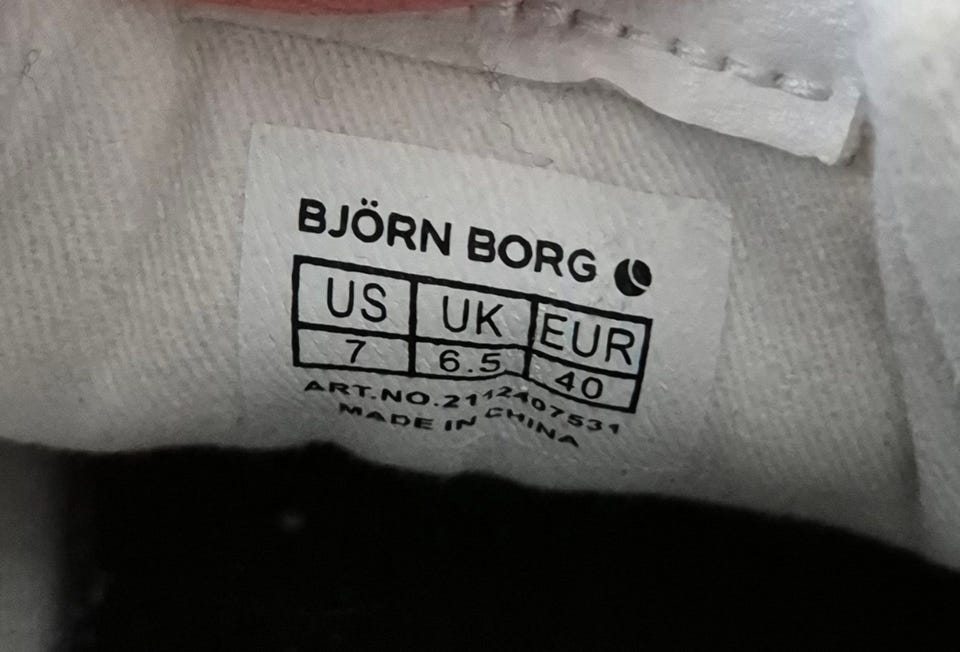 BJÖRN BORG
US UK EUR
7 6.5 40
ART.NO.2112407531
MADE IN CHINA